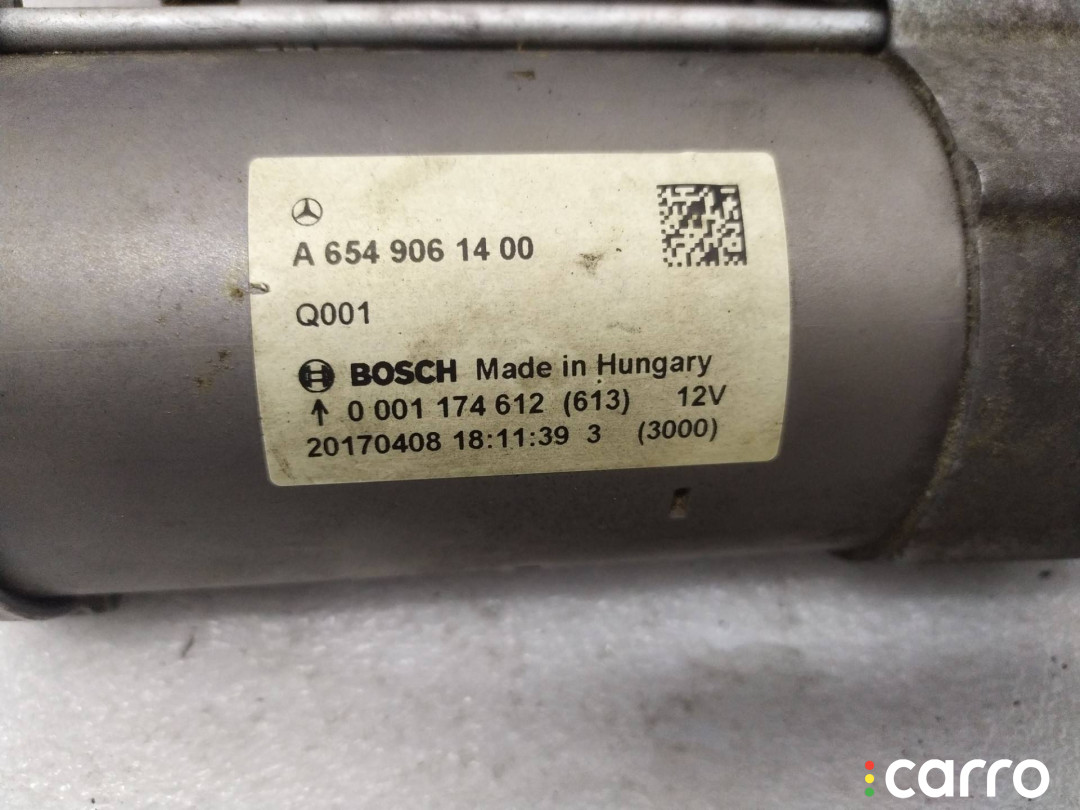 A 654 906 14 00
Q001
BOSCH Made in Hungary
↑ 0 001 174 612 (613) 12V
20170408 18:11:39 3 (3000)
carro